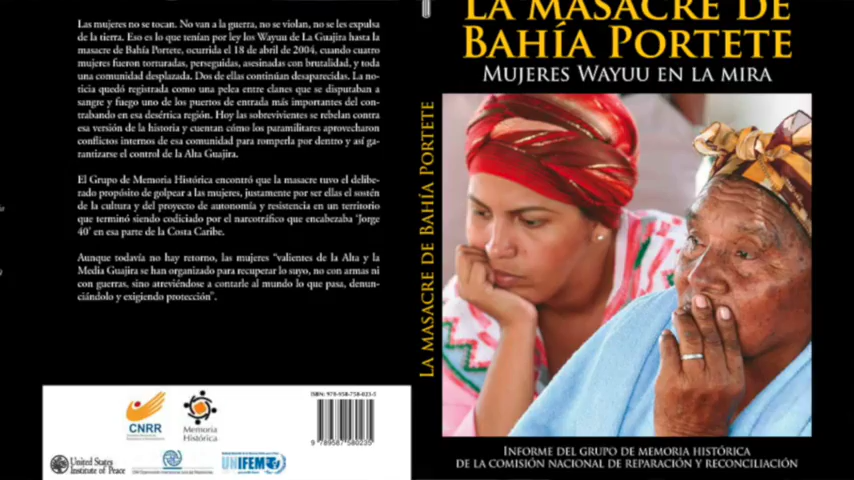 Las mujeres no se tocan. No van a la guerra, no se violan, no se les expulsa
de la tierra. Eso es lo que tenían por ley los Wayuu de La Guajira hasta la
masacre de Bahía Portete, ocurrida el 18 de abril de 2004, cuando cuatro
mujeres fueron torturadas, perseguidas, asesinadas con brutalidad, y toda
una comunidad desplazada. Dos de ellas continúan desaparecidas. La no-
ticia quedó registrada como una pelea entre clanes que se disputaban a
sangre y fuego uno de los puertos de entrada más importantes del con-
trabando en esa desértica región. Hoy las sobrevivientes se rebelan contra
esa versión de la historia y cuentan cómo los paramilitares aprovecharon
conflictos internos de esa comunidad para romperla por dentro y así ga-
rantizarse el control de la Alta Guajira.
El Grupo de Memoria Histórica encontró que la masacre tuvo el delibe-
rado propósito de golpear a las mujeres, justamente por ser ellas el sostén
de la cultura y del proyecto de autonomía y resistencia en un territorio
que terminó siendo codiciado por el narcotráfico que encabezaba 'Jorge
40' en esa parte de la Costa Caribe.
Aunque todavía no hay retorno, las mujeres "valientes de la Alta y la
Media Guajira se han organizado para recuperar lo suyo, no con armas ni
con guerras, sino atreviéndose a contarle al mundo lo que pasa, denun-
ciándolo y exigiendo protección".
CNRR
Memoria
Histórica
United States
Institute of Peace
UNIFEM
ISBN: 978-958-758-023-5
9 789587 580235
LA MASACRE DE BAHÍA PORTETE
LA MASACRE DE
BAHÍA PORTETE
MUJERES WAYUU EN LA MIRA
INFORME DEL GRUPO DE MEMORIA HISTÓRICA
DE LA COMISIÓN NACIONAL DE REPARACIÓN Y RECONCILIACIÓN